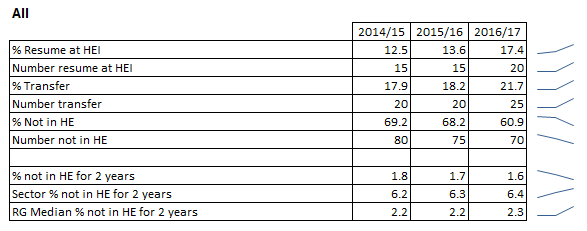 All
2014/15 2015/16 2016/17
% Resume at HEI 12.5 13.6 17.4
Number resume at HEI 15 15 20
% Transfer 17.9 18.2 21.7
Number transfer 20 20 25
% Not in HE 69.2 68.2 60.9
Number not in HE 80 75 70
% not in HE for 2 years 1.8 1.7 1.6
Sector % not in HE for 2 years 6.2 6.3 6.4
RG Median % not in HE for 2 years 2.2 2.2 2.3